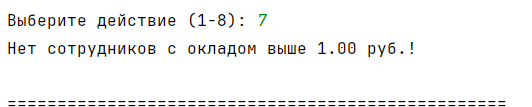 Выберите действие (1-8): 7
Нет сотрудников с окладом выше 1.00 руб.!
==================================================